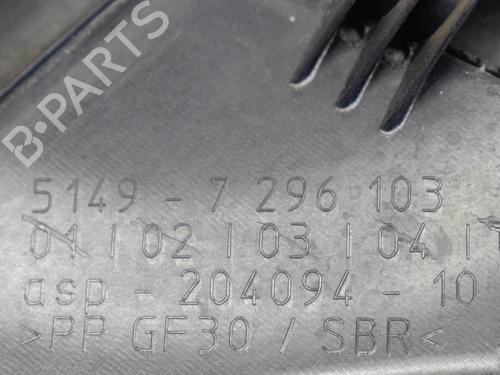 B-PARTS
5149 - 7 296 103
01 | 02 | 03 | 04 |
asp - 204094 - 10
>PP GF30 / SBR<